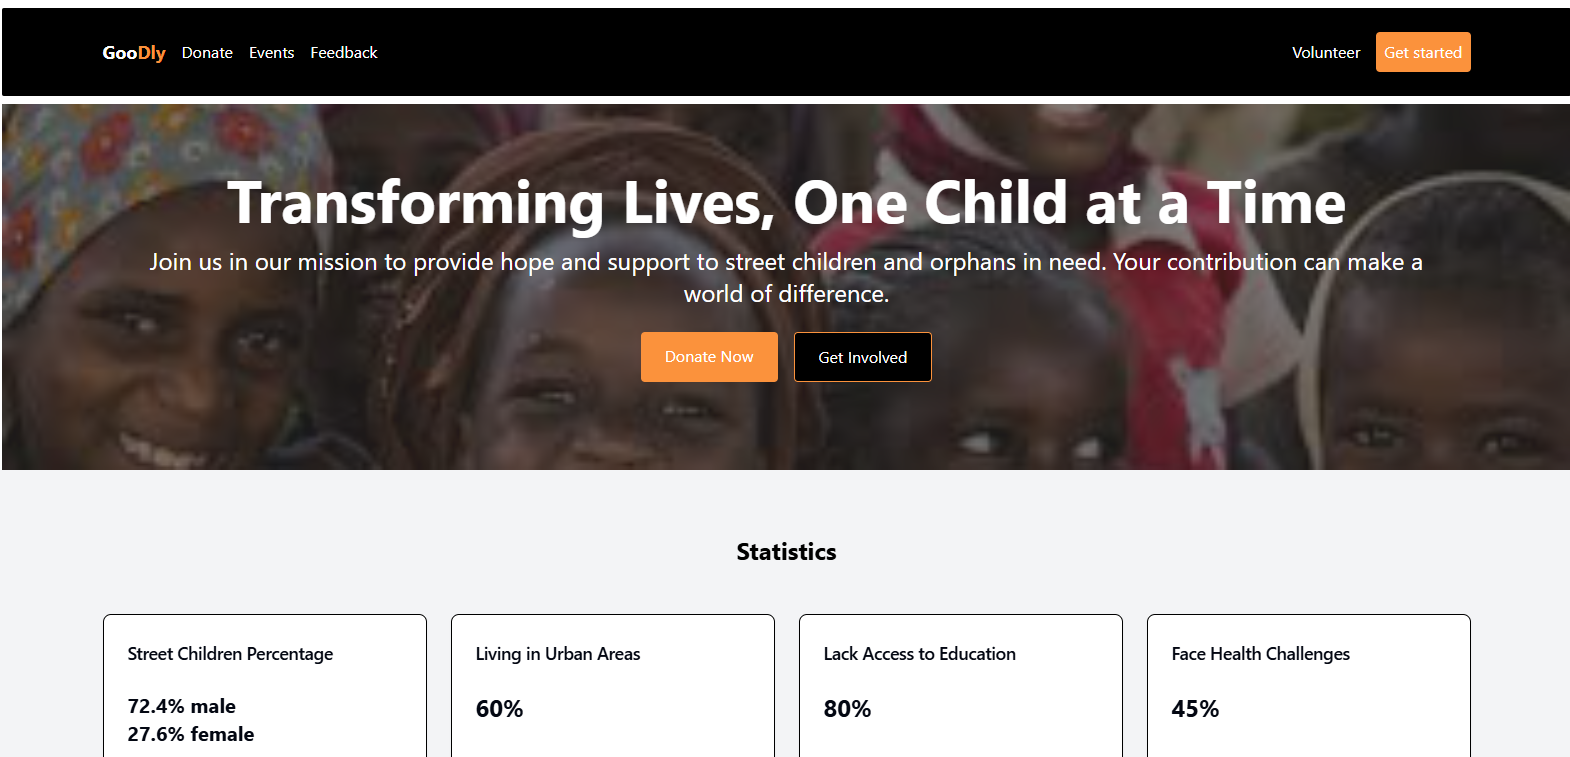 GooDly Donate Events Feedback Volunteer Get started
Transforming Lives, One Child at a Time
Join us in our mission to provide hope and support to street children and orphans in need. Your contribution can make a
world of difference.
Donate Now Get Involved
Statistics
Street Children Percentage
72.4% male
27.6% female
Living in Urban Areas
60%
Lack Access to Education
80%
Face Health Challenges
45%